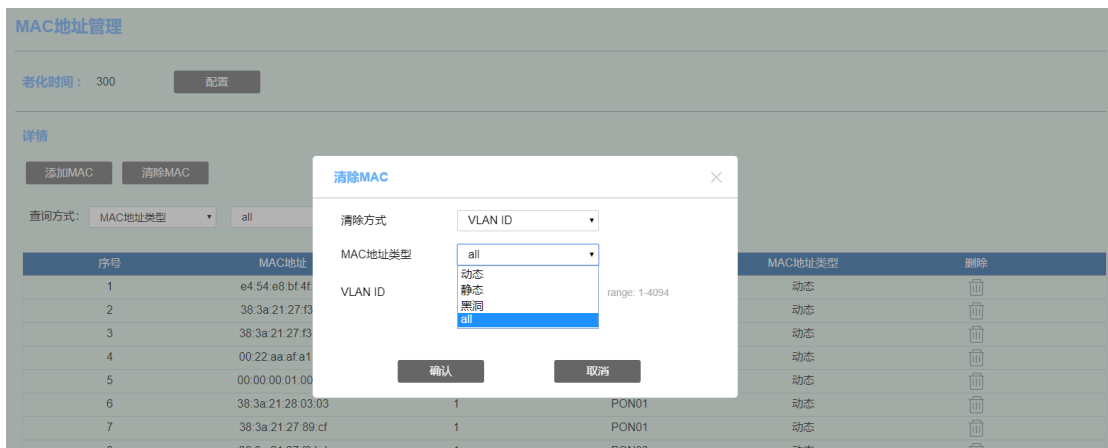 MAC地址管理
老化时间： 300 配置
详情
添加MAC 清除MAC
查询方式： MAC地址类型 all
清除MAC
清除方式 VLAN ID
MAC地址类型 all
动态
静态
黑洞
all
VLAN ID range: 1-4094
确认 取消
序号 MAC地址 MAC地址类型 删除
1 e4:54:e8:bf:4f: 动态
2 38:3a:21:27:f3 动态
3 38:3a:21:27:f3 动态
4 00:22:aa:af:a1 动态
5 00:00:00:01:00 动态
6 38:3a:21:28:03:03 1 PON01 动态
7 38:3a:21:27:89:cf 1 PON01 动态